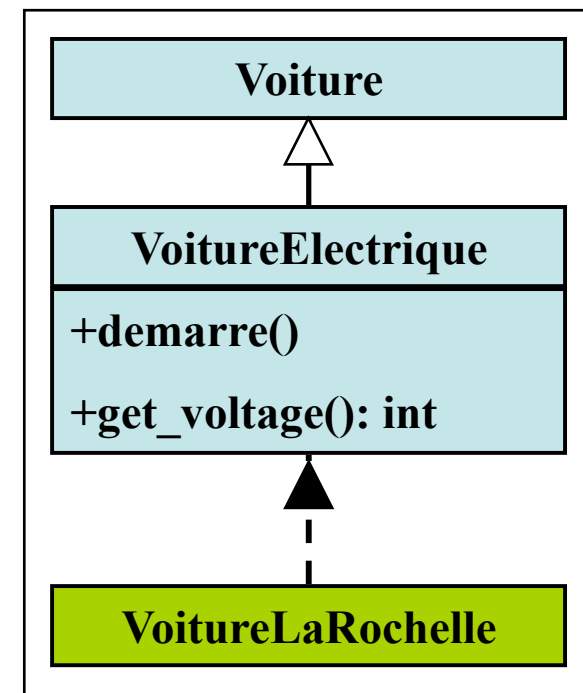 Voiture
VoitureElectrique
+demarre()
+get_voltage(): int
VoitureLaRochelle